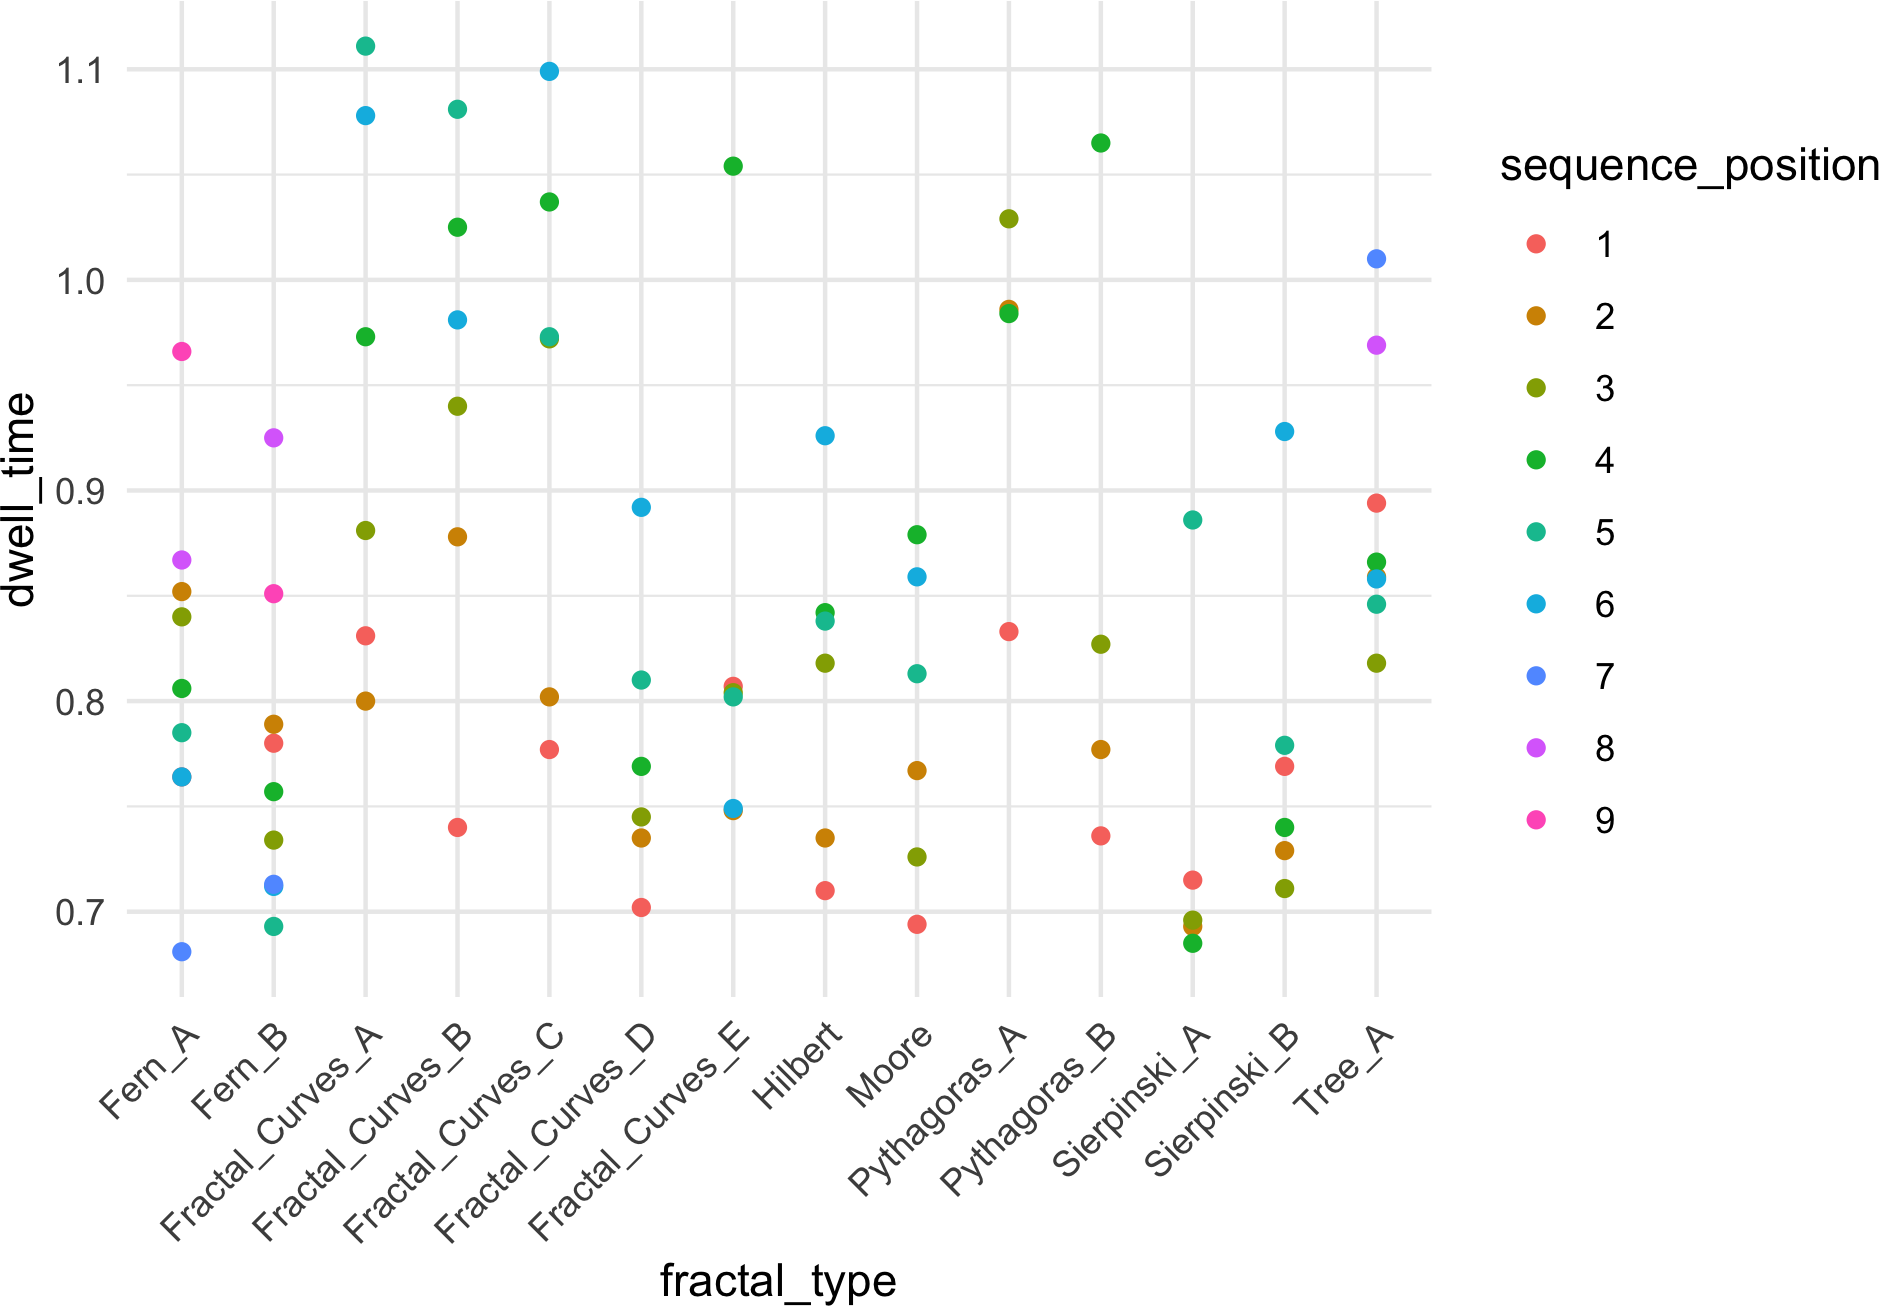 1.1
1.0
0.9
0.8
0.7
dwell_time
Fern_A
Fern_B
Fractal_Curves_A
Fractal_Curves_B
Fractal_Curves_C
Fractal_Curves_D
Fractal_Curves_E
Hilbert
Moore
Pythagoras_A
Pythagoras_B
Sierpinski_A
Sierpinski_B
Tree_A
fractal_type
sequence_position
1
2
3
4
5
6
7
8
9